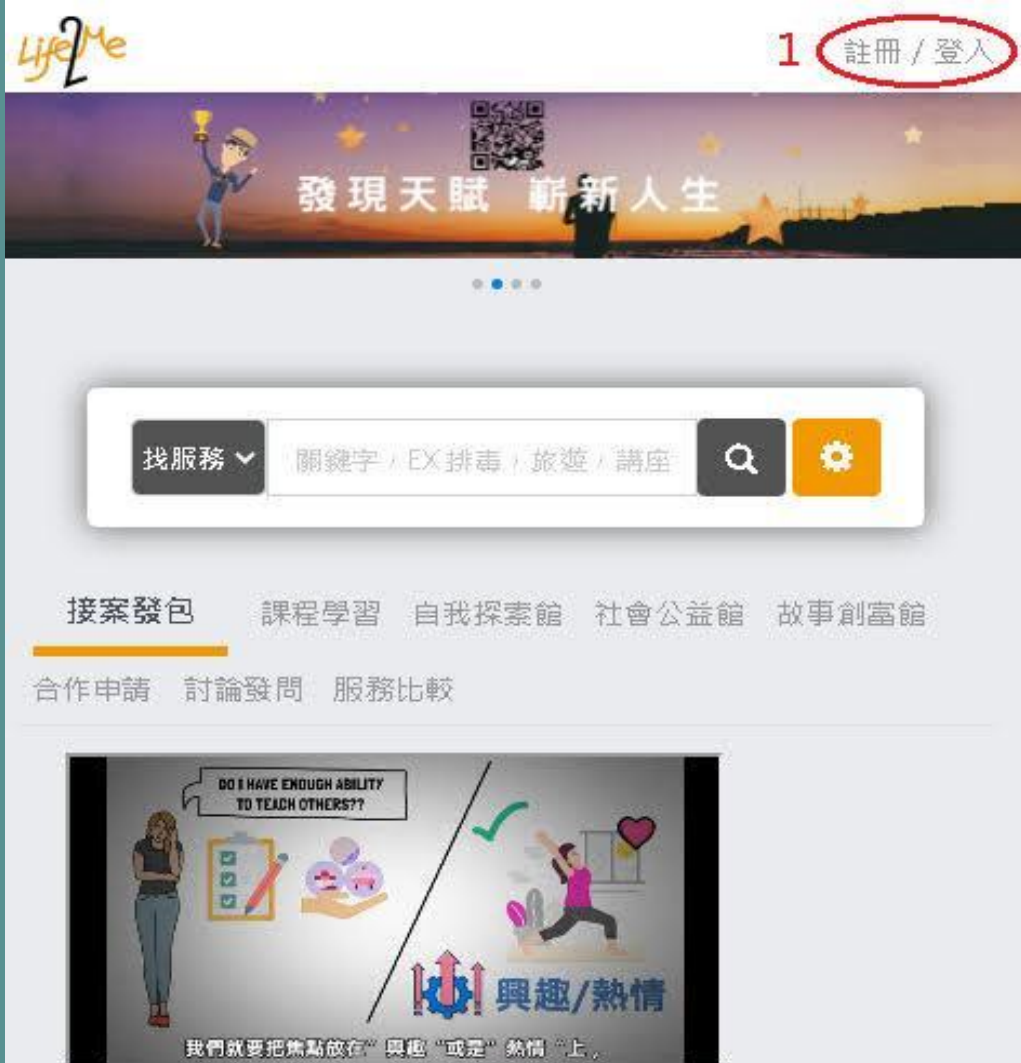 Life2Me
1 註冊 / 登入
發現天賦 嶄新人生
找服務
關鍵字 / EX 排毒 / 旅遊 / 講座
接案發包 課程學習 自我探索館 社會公益館 故事創富館
合作申請 討論發問 服務比較
DO I HAVE ENOUGH ABILITY
TO TEACH OTHERS??
興趣/熱情
我們就要把焦點放在“ 興趣 “或是“ 熱情 “上，